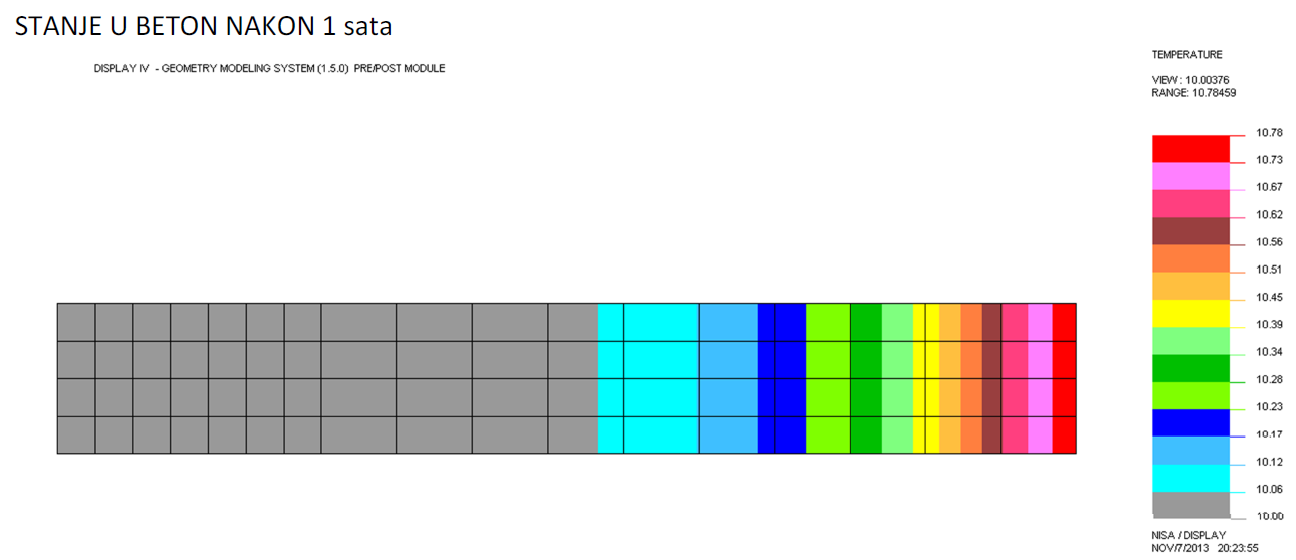 STANJE U BETON NAKON 1 sata
DISPLAY IV - GEOMETRY MODELING SYSTEM (1.5.0) PRE/POST MODULE
TEMPERATURE
VIEW : 10.00376
RANGE: 10.78459
10.78
10.73
10.67
10.62
10.56
10.51
10.45
10.39
10.34
10.28
10.23
10.17
10.12
10.06
10.00
NISA / DISPLAY
NOV/7/2013 20:23:55